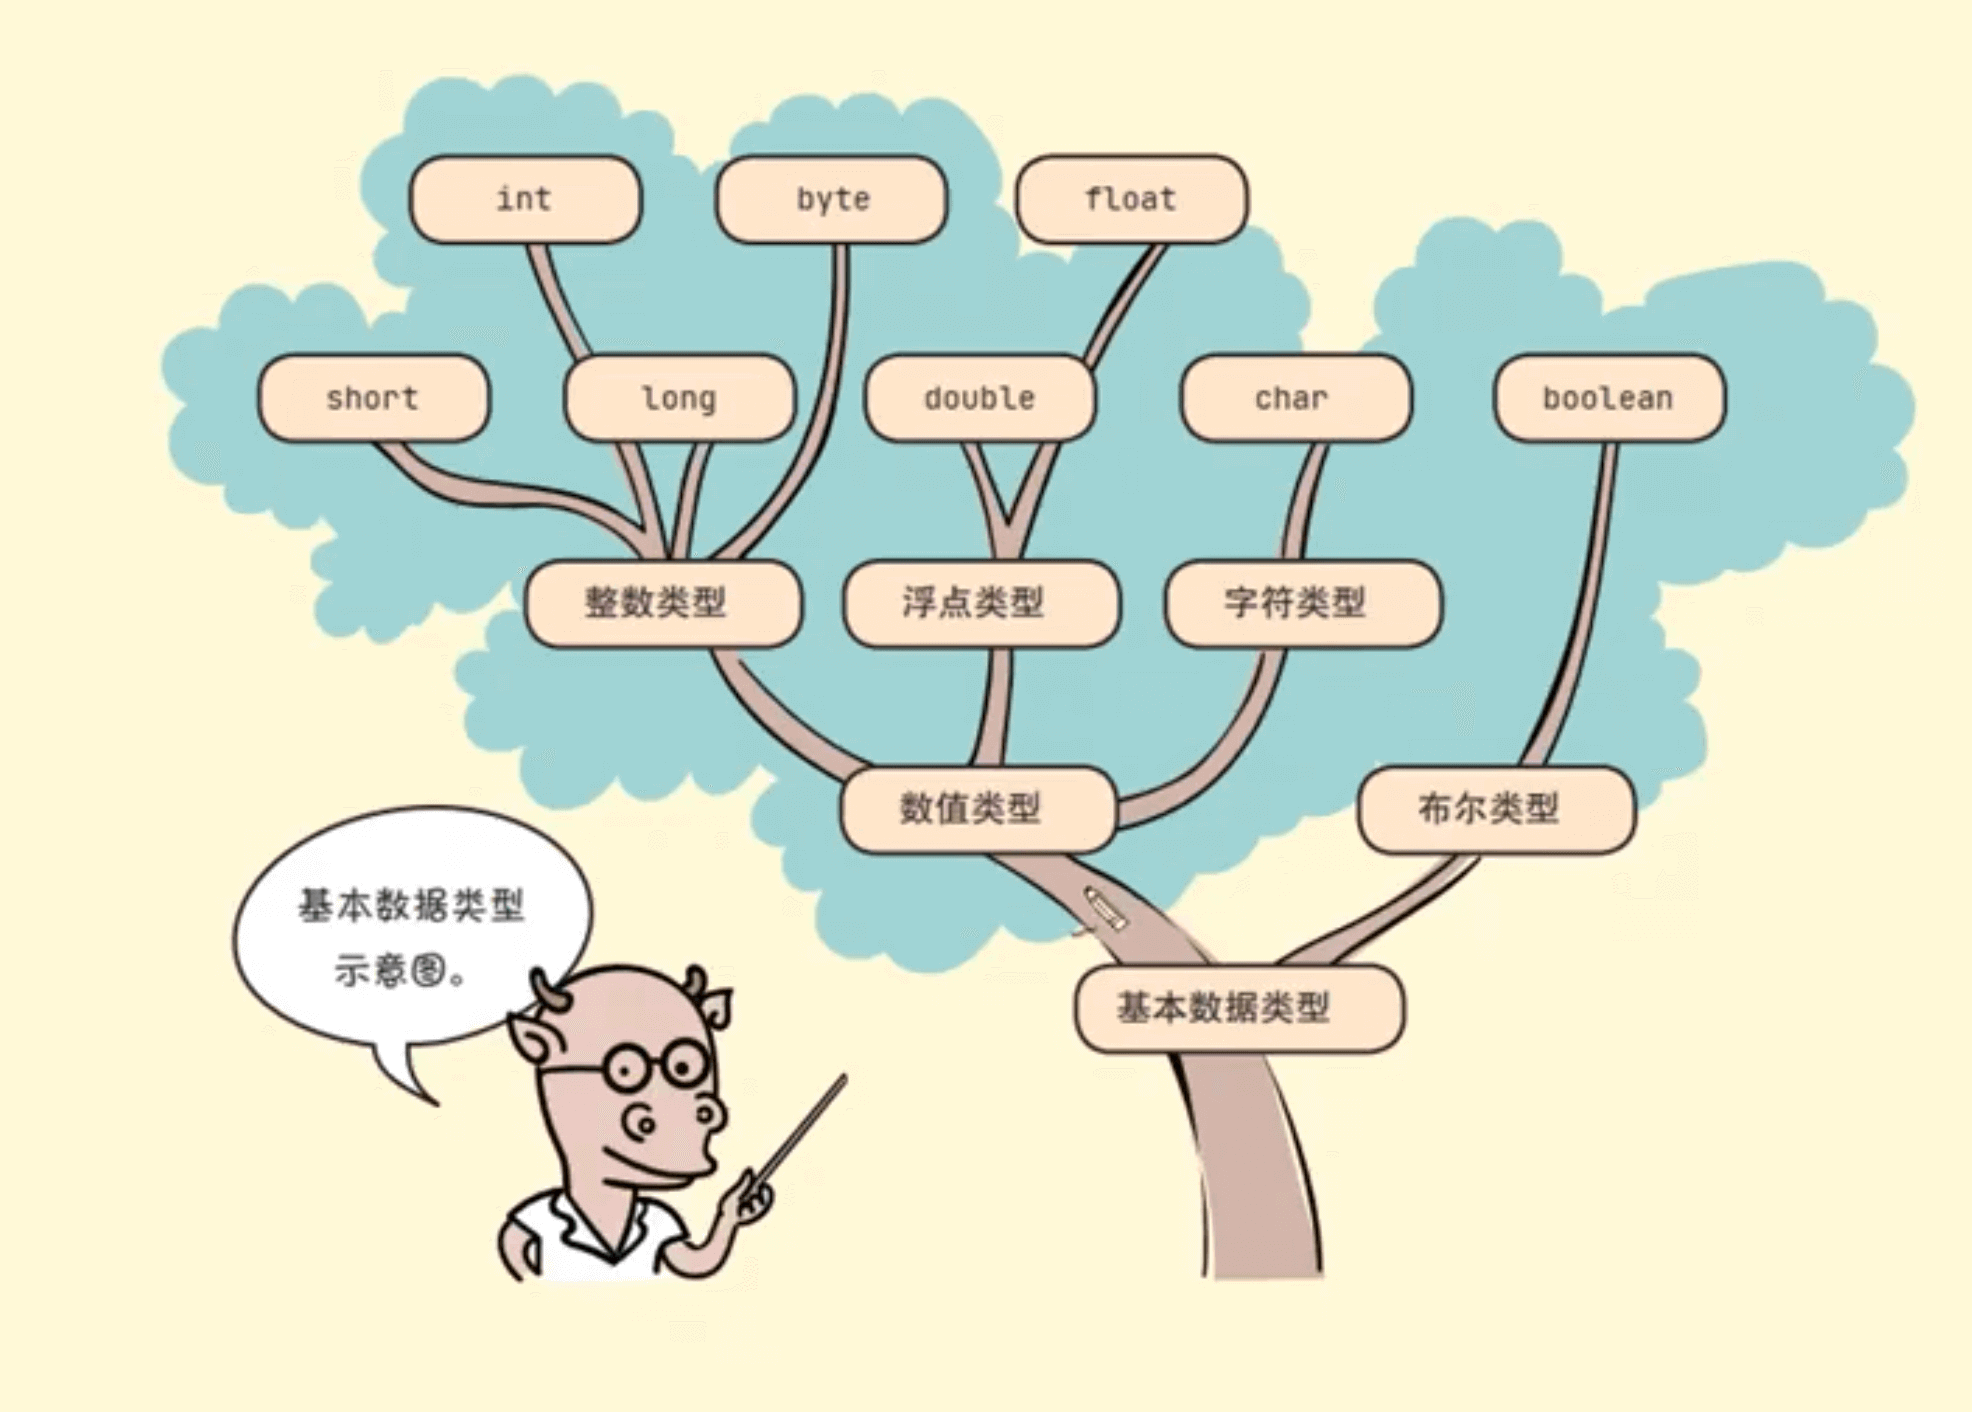 int
byte
float
short
long
double
char
boolean
整数类型
浮点类型
字符类型
数值类型
布尔类型
基本数据类型
示意图。
基本数据类型